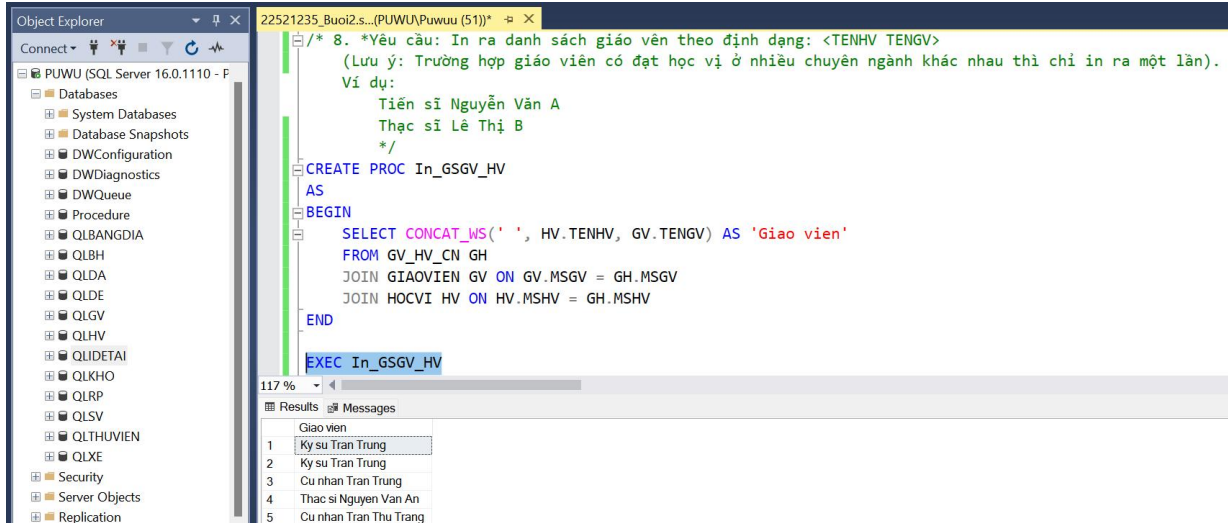 Object Explorer
Connect
PUWU (SQL Server 16.0.1110 - P
Databases
System Databases
Database Snapshots
DWConfiguration
DWDiagnostics
DWQueue
Procedure
QLBANGDIA
QLBH
QLDA
QLDE
QLGV
QLHV
QLIDETAI
QLKHO
QLRP
QLSV
QLTHUVIEN
QLXE
Security
Server Objects
Replication
22521235_Buoi2.s...(PUWU\Puwuu (51))*
/* 8. *Yêu cầu: In ra danh sách giáo vên theo định dạng: <TENHV TENGV>
(Lưu ý: Trường hợp giáo viên có đạt học vị ở nhiều chuyên ngành khác nhau thì chỉ in ra một lần).
Ví dụ:
Tiến sĩ Nguyễn Văn A
Thạc sĩ Lê Thị B
*/
CREATE PROC In_GSGV_HV
AS
BEGIN
SELECT CONCAT_WS(' ', HV.TENHV, GV.TENGV) AS 'Giao vien'
FROM GV_HV_CN GH
JOIN GIAOVIEN GV ON GV.MSGV = GH.MSGV
JOIN HOCVI HV ON HV.MSHV = GH.MSHV
END
EXEC In_GSGV_HV
117 %
Results Messages
Giao vien
1 Ky su Tran Trung
2 Ky su Tran Trung
3 Cu nhan Tran Trung
4 Thac si Nguyen Van An
5 Cu nhan Tran Thu Trang